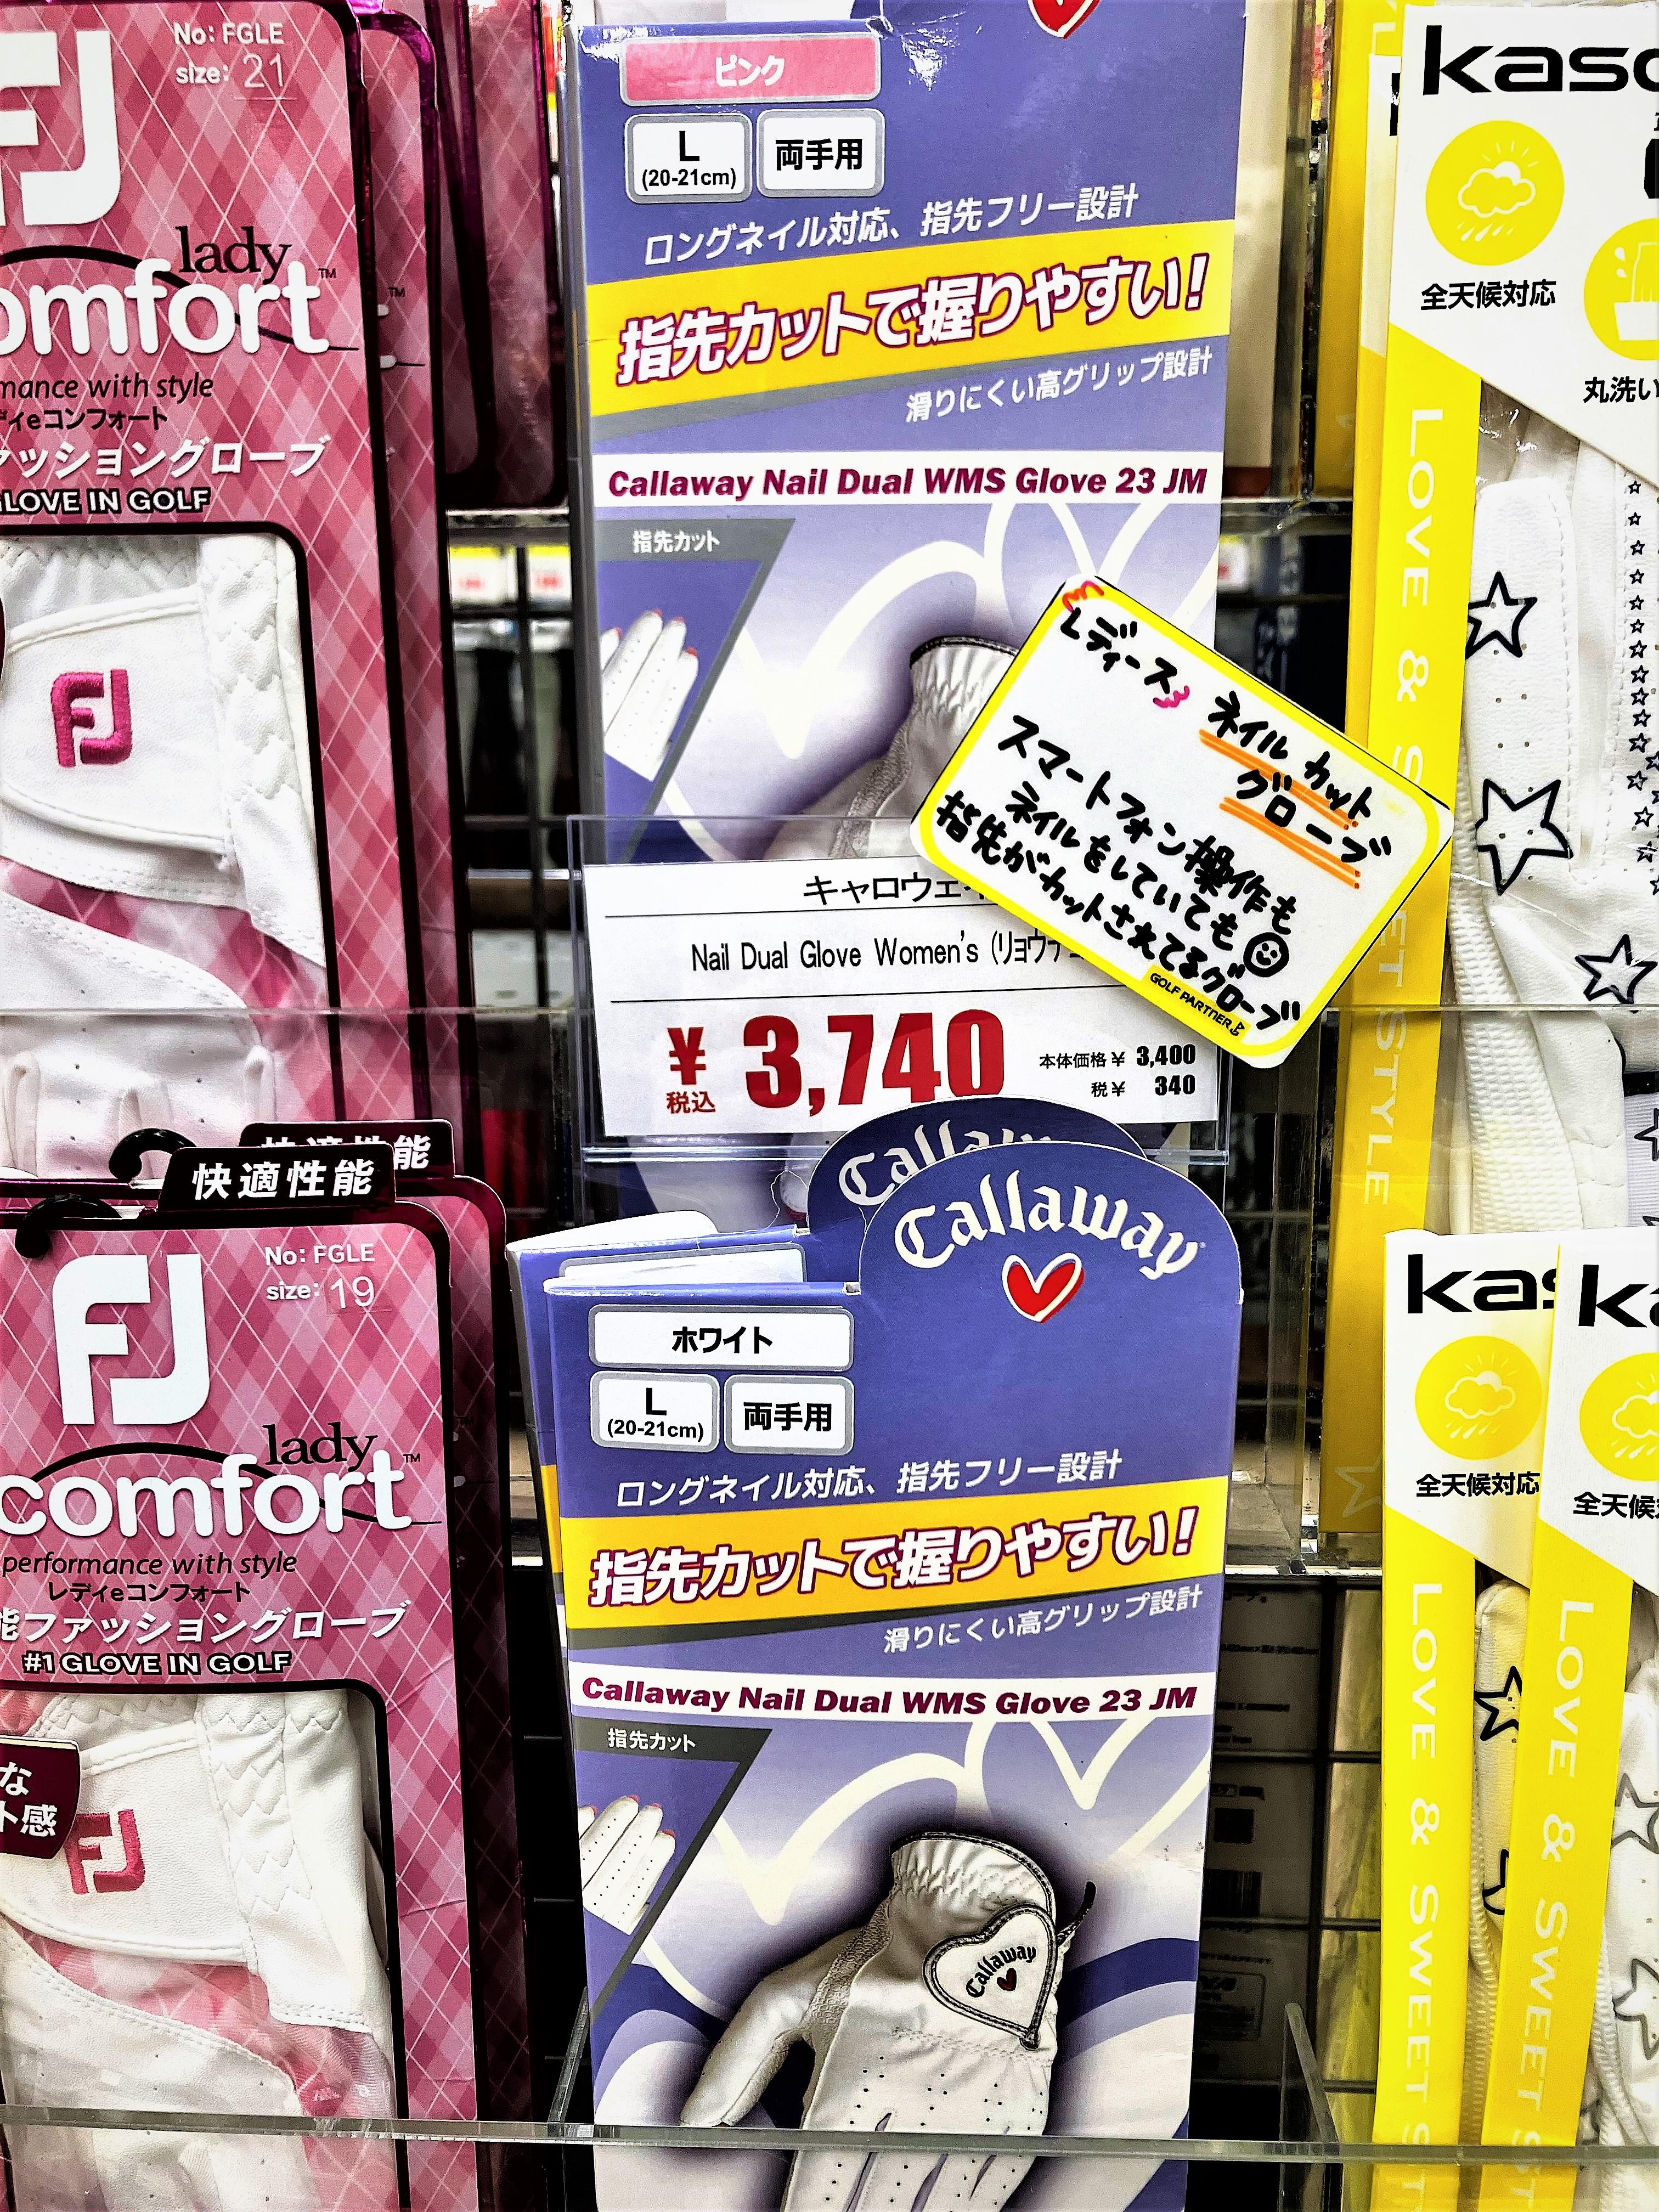 No: FGLE
size: 21
FJ
lady
comfort™
mance with style
ディeコンフォート
ァッショングローブ
GLOVE IN GOLF
FJ
快適性能
快適性能
No: FGLE
size: 19
FJ
lady
comfort™
performance with style
レディeコンフォート
能ファッショングローブ
#1 GLOVE IN GOLF
な
ト感
FJ
ピンク
L
(20-21cm)
両手用
ロングネイル対応、指先フリー設計
指先カットで握りやすい!
滑りにくい高グリップ設計
Callaway Nail Dual WMS Glove 23 JM
指先カット
レディース
ネイルカット
グローブ
スマートフォン操作も
ネイルをしていても
指先がカットされてるグローブ
GOLF PARTNER
キャロウェイ
Nail Dual Glove Women's (リョウテ
¥ 3,740
税込
本体価格 ¥ 3,400
税 ¥ 340
Callaway
Callaway
ホワイト
L
(20-21cm)
両手用
ロングネイル対応、指先フリー設計
指先カットで握りやすい!
滑りにくい高グリップ設計
Callaway Nail Dual WMS Glove 23 JM
指先カット
Callaway
kasc
全天候対応
丸洗い
LOVE & S
ET STYLE
kas
全天候対応
LOVE & SWEET S
ka
全天候
LOVE & SWEET ST